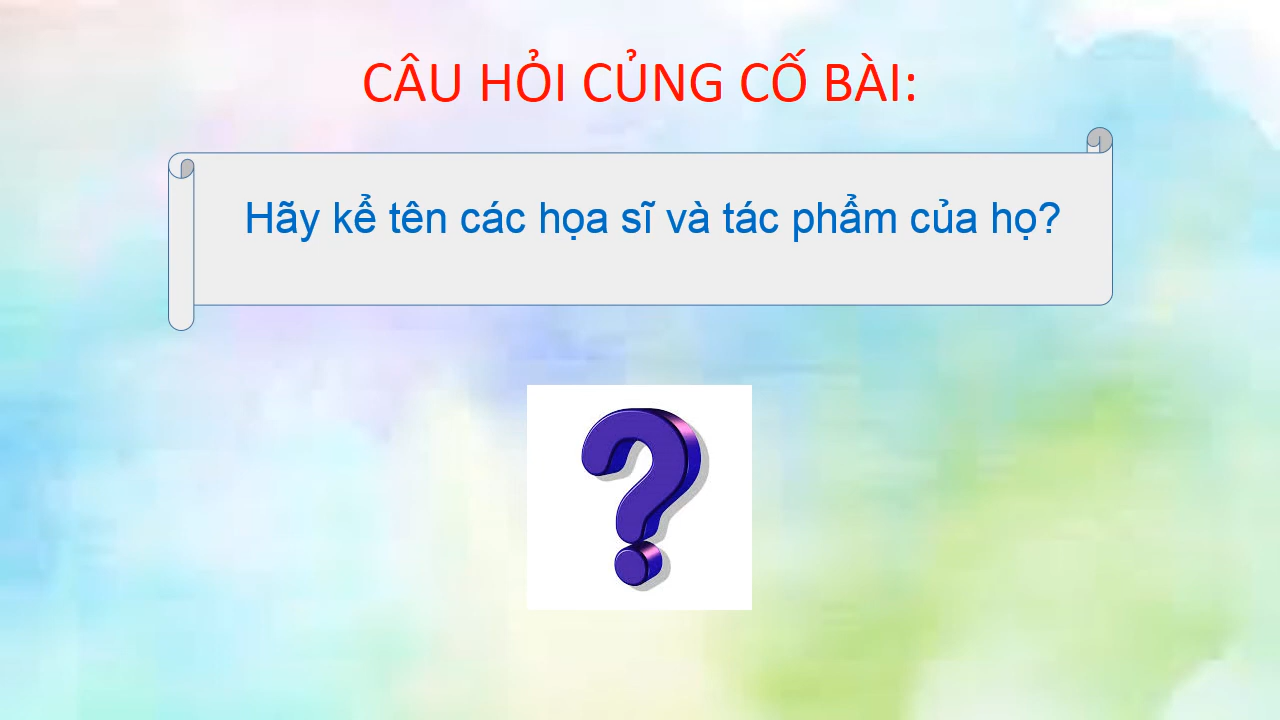 CÂU HỎI CỦNG CỐ BÀI:
Hãy kể tên các họa sĩ và tác phẩm của họ?